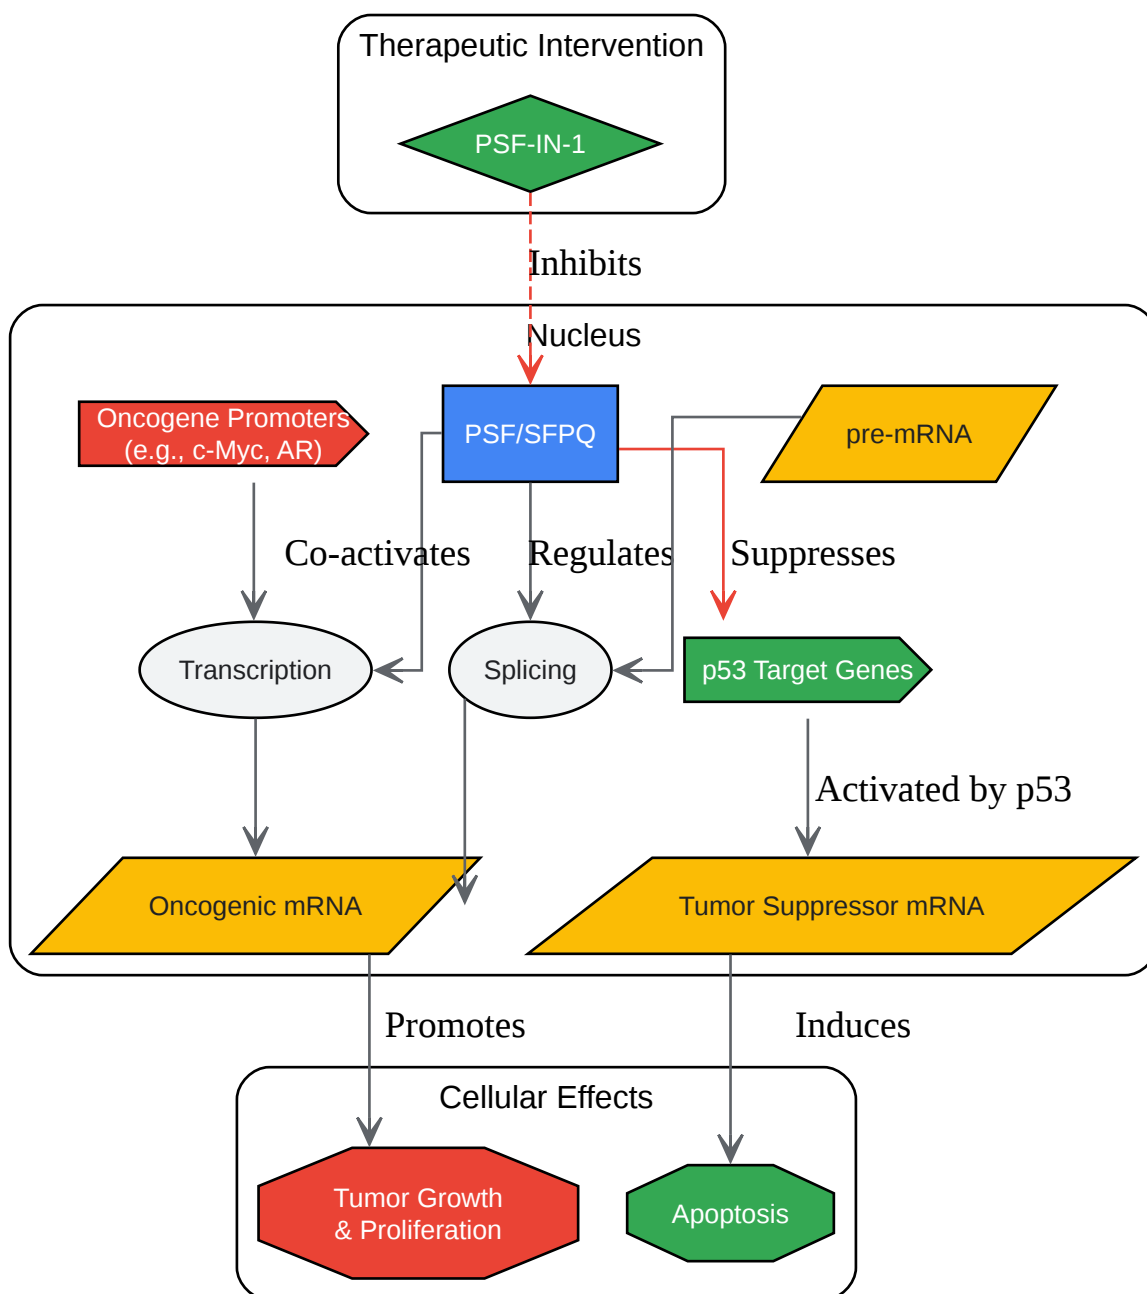 Therapeutic Intervention
PSF-IN-1
Inhibits
Nucleus
Oncogene Promoters
(e.g., c-Myc, AR)
PSF/SFPQ
pre-mRNA
Co-activates
Regulates
Suppresses
Transcription
Splicing
p53 Target Genes
Activated by p53
Oncogenic mRNA
Tumor Suppressor mRNA
Promotes
Induces
Cellular Effects
Tumor Growth
& Proliferation
Apoptosis